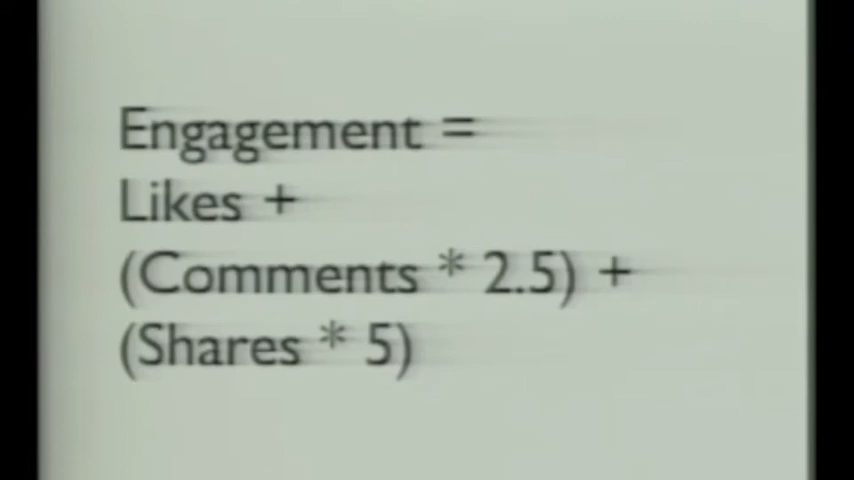 Engagement =
Likes +
(Comments * 2.5) +
(Shares * 5)